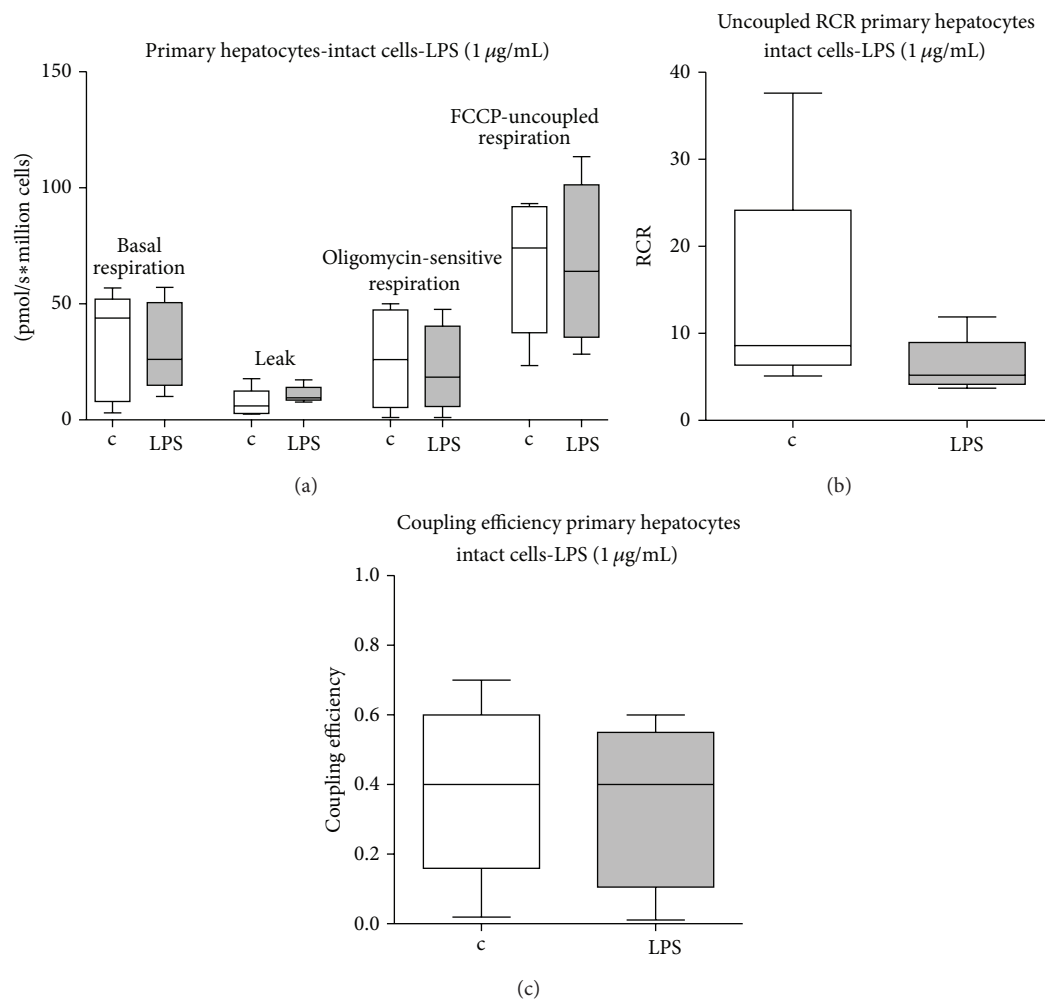 Primary hepatocytes-intact cells-LPS (1 μg/mL)
150
100
50
0
(pmol/s*million cells)
Basal
respiration
Leak
Oligomycin-sensitive
respiration
FCCP-uncoupled
respiration
c LPS c LPS c LPS c LPS
(a)
Uncoupled RCR primary hepatocytes
intact cells-LPS (1 μg/mL)
40
30
20
10
0
RCR
c LPS
(b)
Coupling efficiency primary hepatocytes
intact cells-LPS (1 μg/mL)
1.0
0.8
0.6
0.4
0.2
0.0
Coupling efficiency
c LPS
(c)